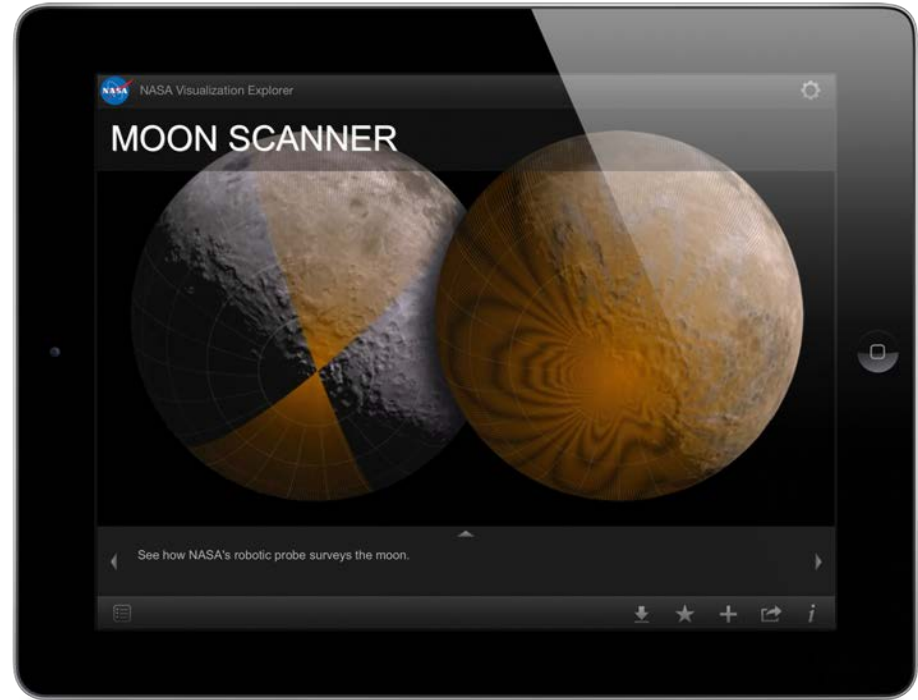 NASA
NASA Visualization Explorer
MOON SCANNER
See how NASA's robotic probe surveys the moon.
i